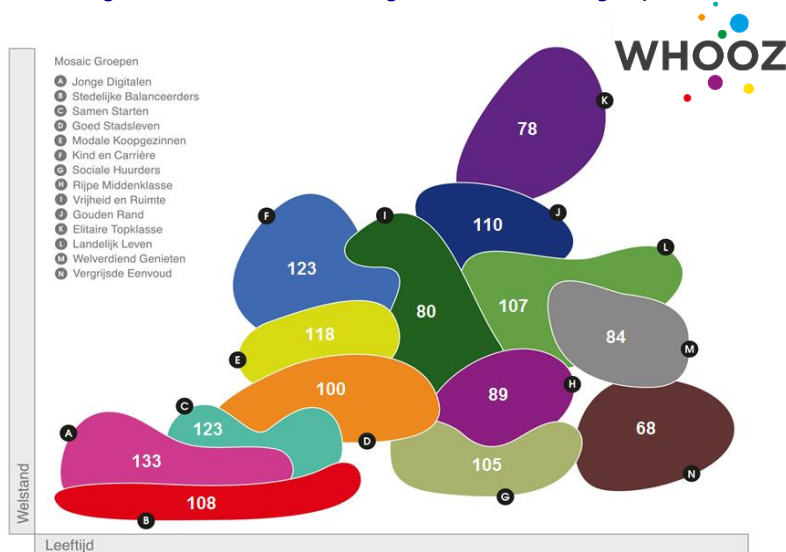 WHOOZ
Mosaic Groepen
A Jonge Digitalen
B Stedelijke Balanceerders
C Samen Starten
D Goed Stadsleven
E Modale Koopgezinnen
F Kind en Carrière
G Sociale Huurders
H Rijpe Middenklasse
I Vrijheid en Ruimte
J Gouden Rand
K Elitaire Topklasse
L Landelijk Leven
M Welverdiend Genieten
N Vergrijsde Eenvoud
K
78
F
I
J
110
L
123
107
80
118
84
M
E
100
H
89
C
123
A
D
68
133
105
N
108
G
B
Welstand
Leeftijd